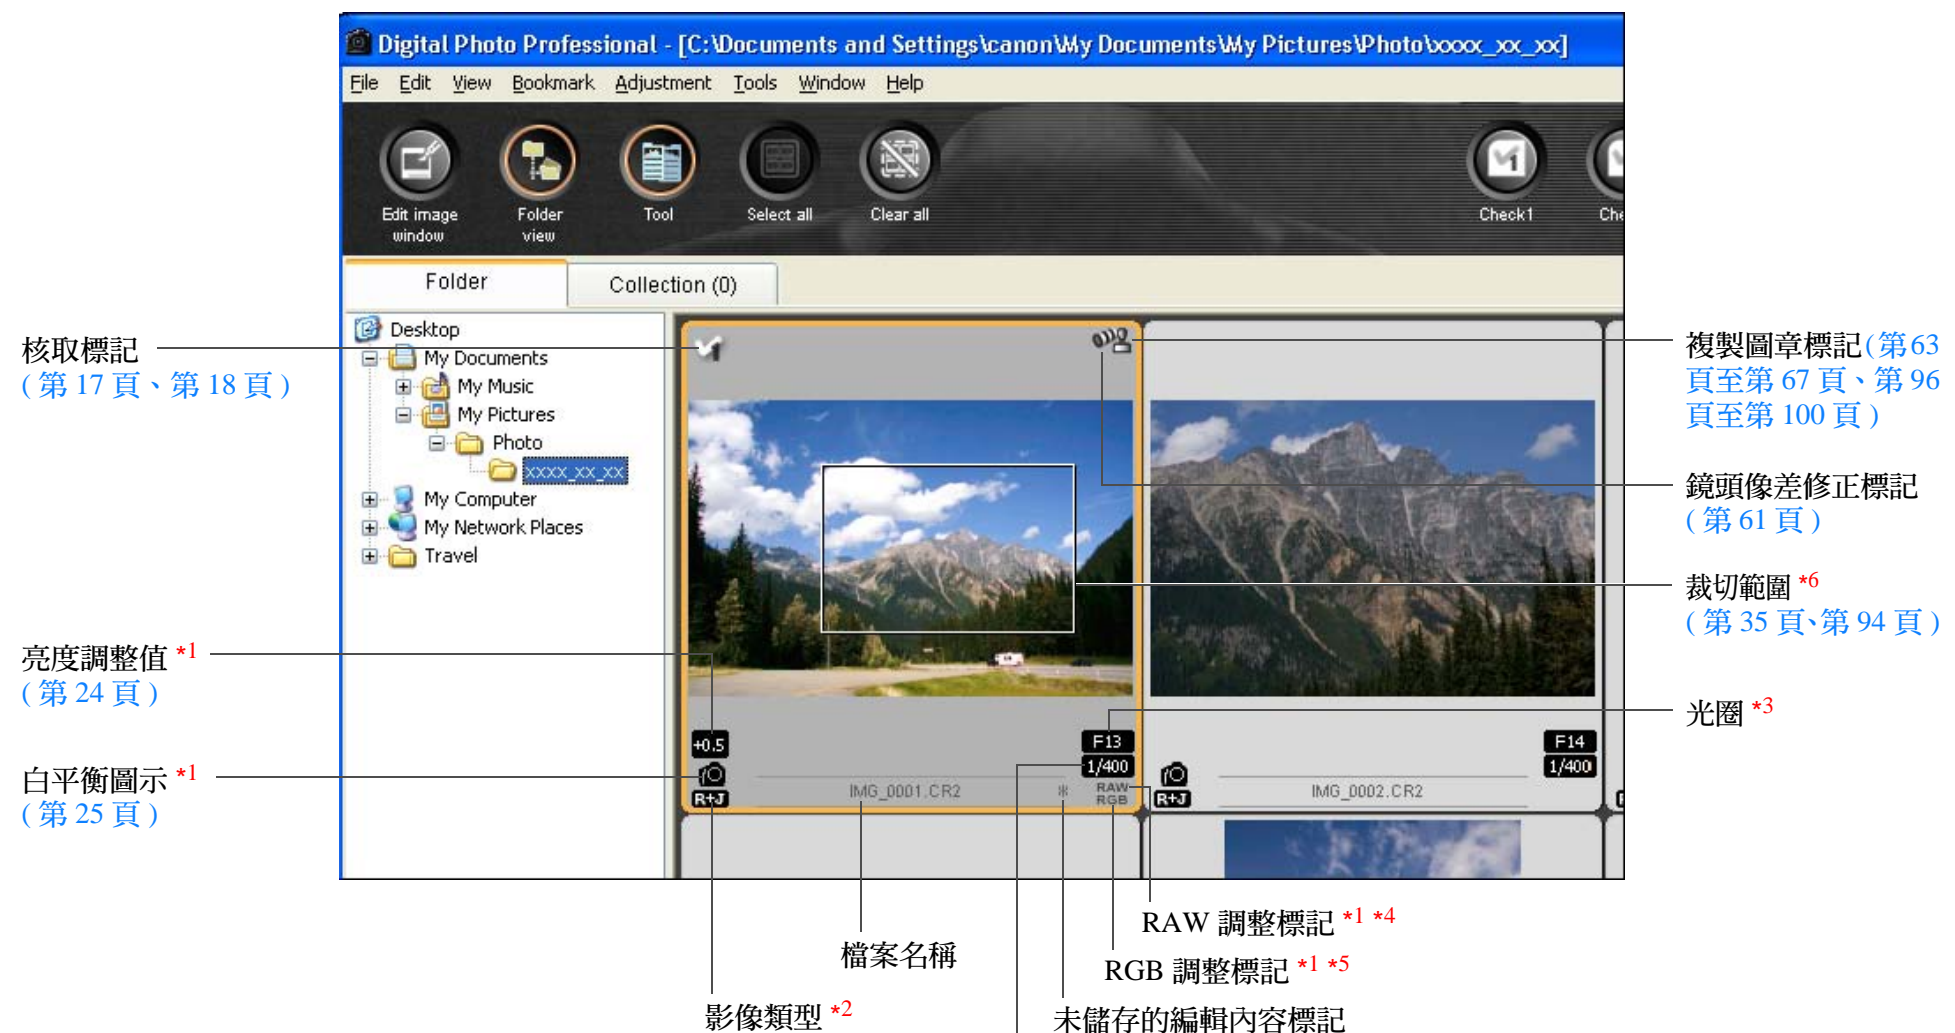 Digital Photo Professional - [C:\Documents and Settings\canon\My Documents\My Pictures\Photo\xxxx_xx_xx]
File Edit View Bookmark Adjustment Tools Window Help
Edit image window
Folder view
Tool
Select all
Clear all
Check1
Che
Folder
Collection (0)
Desktop
My Documents
My Music
My Pictures
Photo
xxxx_xx_xx
My Computer
My Network Places
Travel
核取標記
(第 17 頁、第 18 頁)
亮度調整值 *1
(第 24 頁)
白平衡圖示 *1
(第 25 頁)
+0.5
R+J
IMG_0001.CR2
F13
1/400
RAW
RGB
R+J
IMG_0002.CR2
F14
1/400
複製圖章標記(第63
頁至第 67 頁、第 96
頁至第 100 頁)
鏡頭像差修正標記
(第 61 頁)
裁切範圍 *6
(第 35 頁、第 94 頁)
光圈 *3
RAW 調整標記 *1 *4
檔案名稱
RGB 調整標記 *1 *5
影像類型 *2
未儲存的編輯內容標記